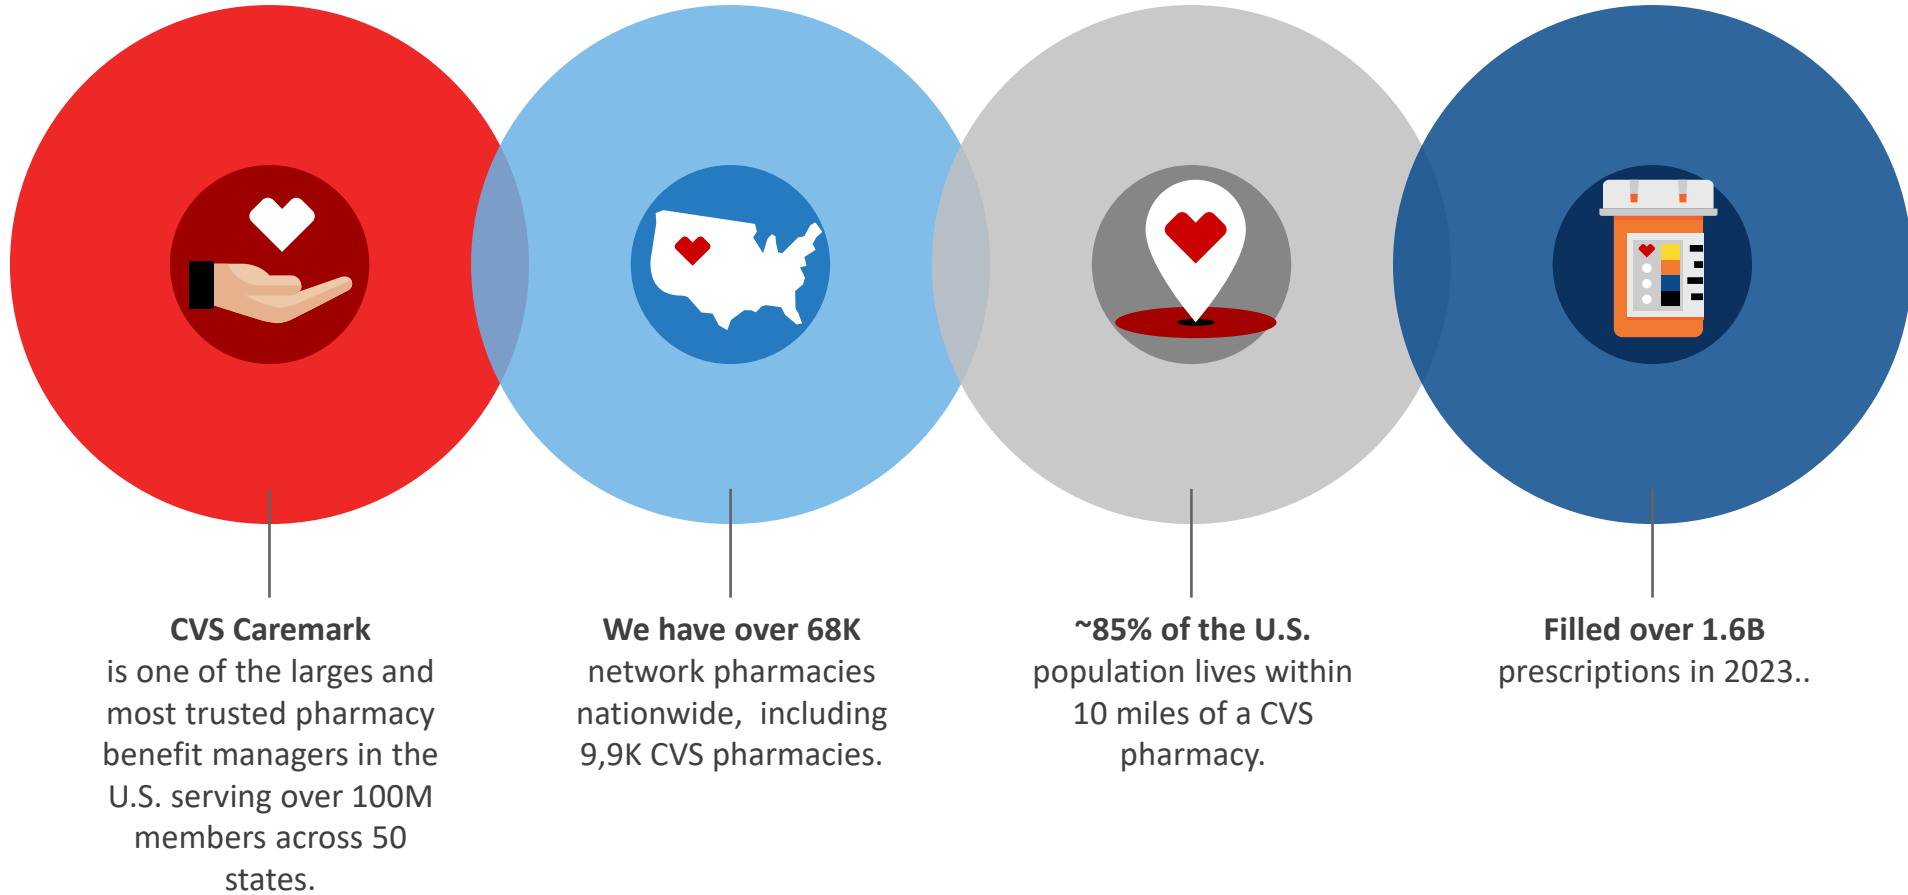 CVS Caremark
is one of the larges and
most trusted pharmacy
benefit managers in the
U.S. serving over 100M
members across 50
states.
We have over 68K
network pharmacies
nationwide,  including
9,9K CVS pharmacies.
~85% of the U.S.
population lives within
10 miles of a CVS
pharmacy.
Filled over 1.6B
prescriptions in 2023..